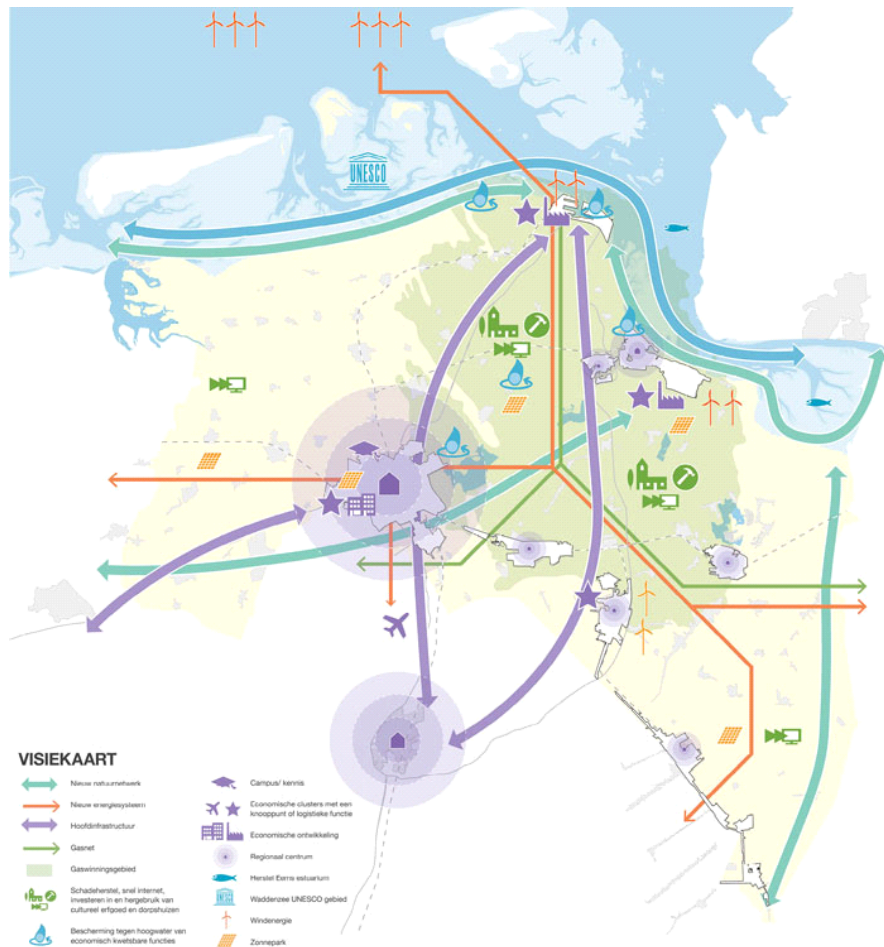 UNESCO
VISIEKAART
Nieuw natuurnetwerk
Nieuw energiesysteem
Hoofdinfrastructuur
Gasnet
Gaswinningsgebied
Schadeherstel, snel internet,
investeren in en hergebruik van
cultureel erfgoed en dorpshuizen
Bescherming tegen hoogwater van
economisch kwetsbare functies
Campus/ kennis
Economische clusters met een
knooppunt of logistieke functie
Economische ontwikkeling
Regionaal centrum
Herstel Eems estuarium
UNESCO
Waddenzee UNESCO gebied
Windenergie
Zonnepark